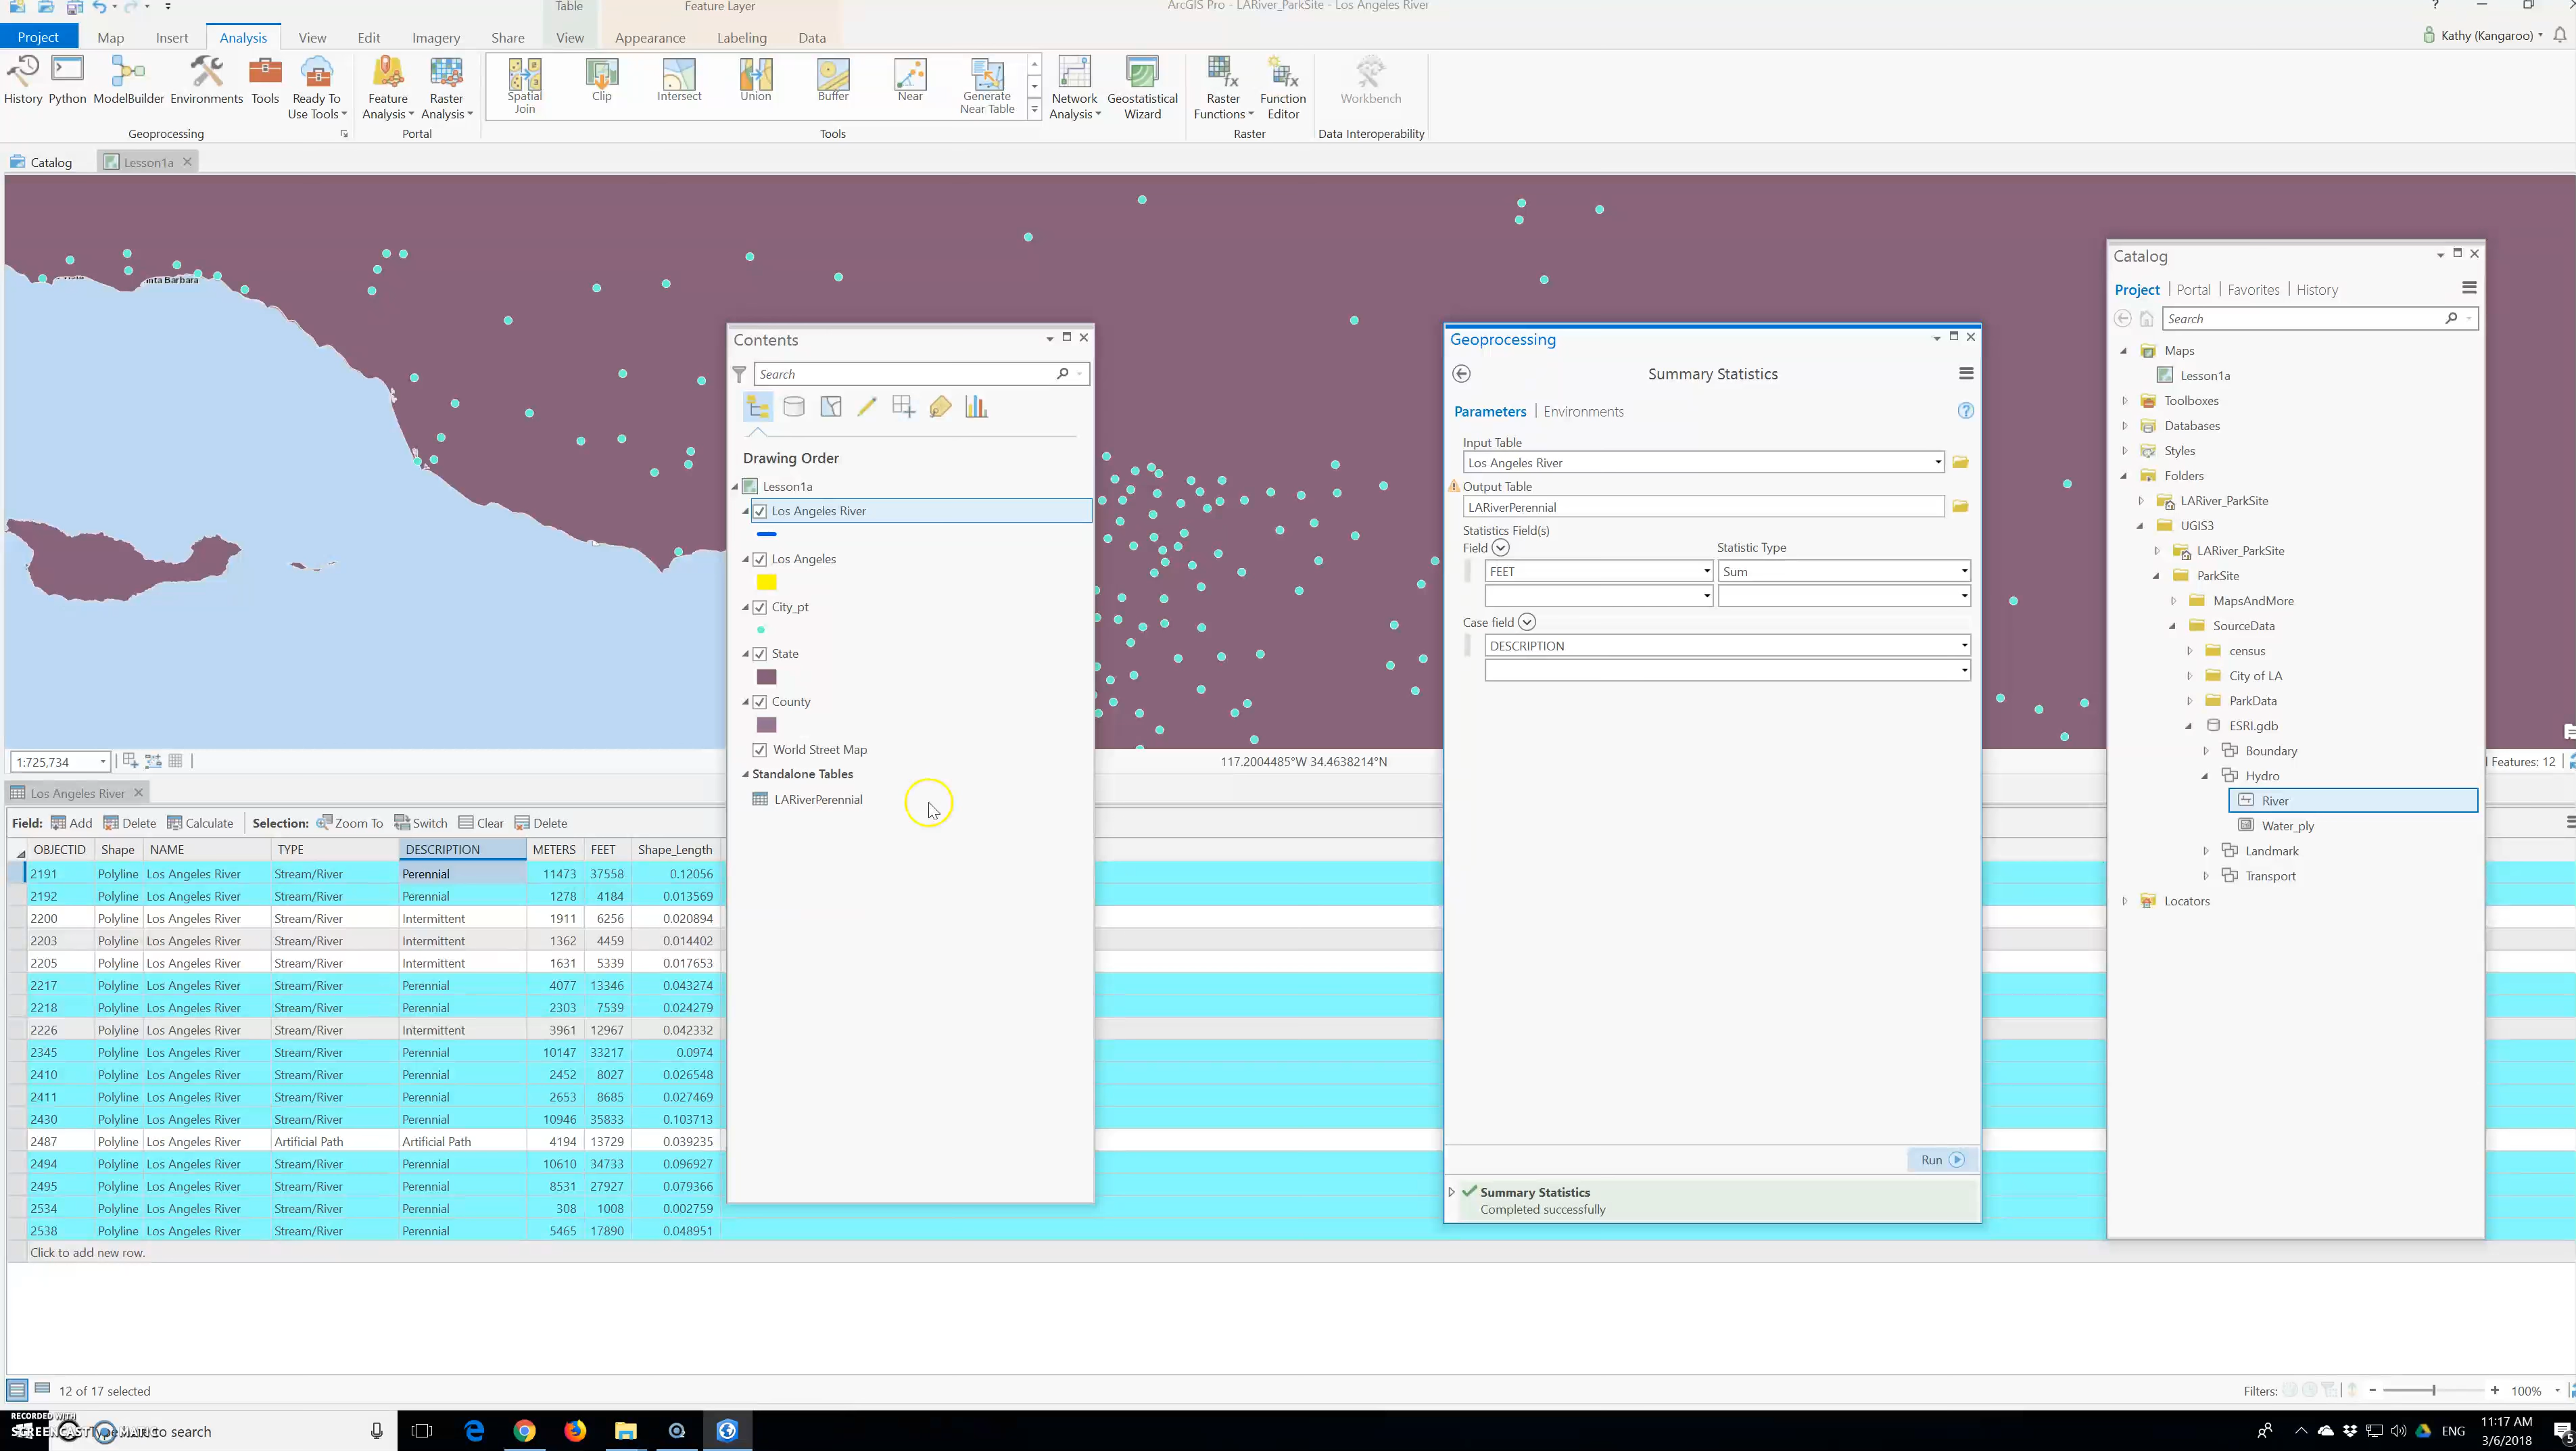 Table
Feature Layer
ArcGIS Pro - LARiver_ParkSite - Los Angeles River
?
Project Map Insert Analysis View Edit Imagery Share View Appearance Labeling Data
Kathy (Kangaroo)
History Python ModelBuilder Environments Tools Ready To Use Tools
Feature Analysis Raster Analysis
Spatial Join Clip Intersect Union Buffer Near Generate Near Table
Network Analysis Geostatistical Wizard Raster Functions Function Editor Workbench
Geoprocessing Portal Tools Raster Data Interoperability
Catalog Lesson1a
nta Barbara
Contents
Search
Drawing Order
Lesson1a
Los Angeles River
Los Angeles
City_pt
State
County
World Street Map
Standalone Tables
LARiverPerennial
Geoprocessing
Summary Statistics
Parameters | Environments
Input Table
Los Angeles River
Output Table
LARiverPerennial
Statistics Field(s)
Field Statistic Type
FEET Sum
Case field
DESCRIPTION
Run
Summary Statistics
Completed successfully
Catalog
Project | Portal | Favorites | History
Search
Maps
Lesson1a
Toolboxes
Databases
Styles
Folders
LARiver_ParkSite
UGIS3
LARiver_ParkSite
ParkSite
MapsAndMore
SourceData
census
City of LA
ParkData
ESRI.gdb
Boundary
Hydro
River
Water_ply
Landmark
Transport
Locators
1:725,734
117.2004485°W 34.4638214°N
Features: 12
Los Angeles River
Field: Add Delete Calculate Selection: Zoom To Switch Clear Delete
OBJECTID Shape NAME TYPE DESCRIPTION METERS FEET Shape_Length
2191 Polyline Los Angeles River Stream/River Perennial 11473 37558 0.12056
2192 Polyline Los Angeles River Stream/River Perennial 1278 4184 0.013569
2200 Polyline Los Angeles River Stream/River Intermittent 1911 6256 0.020894
2203 Polyline Los Angeles River Stream/River Intermittent 1362 4459 0.014402
2205 Polyline Los Angeles River Stream/River Intermittent 1631 5339 0.017653
2217 Polyline Los Angeles River Stream/River Perennial 4077 13346 0.043274
2218 Polyline Los Angeles River Stream/River Perennial 2303 7539 0.024279
2226 Polyline Los Angeles River Stream/River Intermittent 3961 12967 0.042332
2345 Polyline Los Angeles River Stream/River Perennial 10147 33217 0.0974
2410 Polyline Los Angeles River Stream/River Perennial 2452 8027 0.026548
2411 Polyline Los Angeles River Stream/River Perennial 2653 8685 0.027469
2430 Polyline Los Angeles River Stream/River Perennial 10946 35833 0.103713
2487 Polyline Los Angeles River Artificial Path Artificial Path 4194 13729 0.039235
2494 Polyline Los Angeles River Stream/River Perennial 10610 34733 0.096927
2495 Polyline Los Angeles River Stream/River Perennial 8531 27927 0.079366
2534 Polyline Los Angeles River Stream/River Perennial 308 1008 0.002759
2538 Polyline Los Angeles River Stream/River Perennial 5465 17890 0.048951
Click to add new row.
12 of 17 selected
Filters: - + 100%
RECORDED WITH
SCREENCAST MATIC
to search
ENG
11:17 AM
3/6/2018